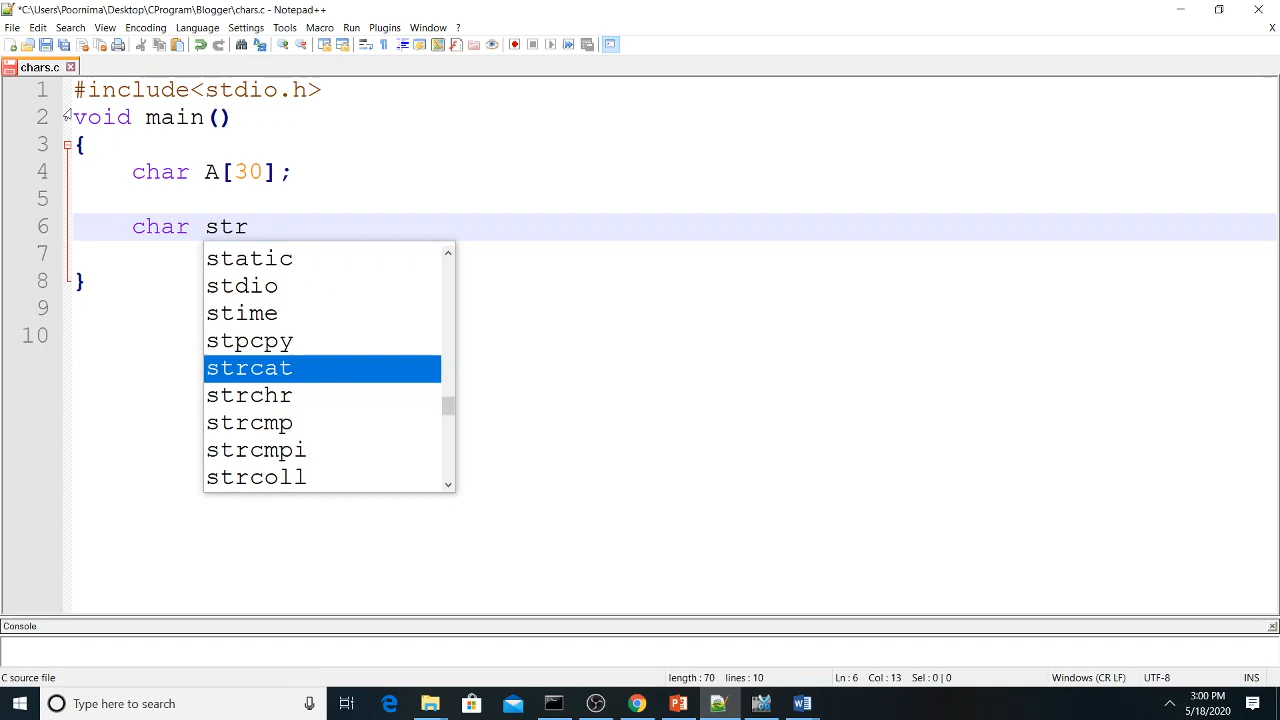 *C:\Users\Poornima\Desktop\CProgram\Blogger\chars.c - Notepad++
File Edit Search View Encoding Language Settings Tools Macro Run Plugins Window ?
X
chars.c
1 #include<stdio.h>
2 void main()
3 {
4 char A[30];
5
6 char str
7
8 }
9
10
static
stdio
stime
stpcpy
strcat
strchr
strcmp
strcmpi
strcoll
Console
C source file length: 70 lines: 10 Ln: 6 Col: 13 Sel: 0 | 0 Windows (CR LF) UTF-8 INS
Type here to search
3:00 PM
5/18/2020